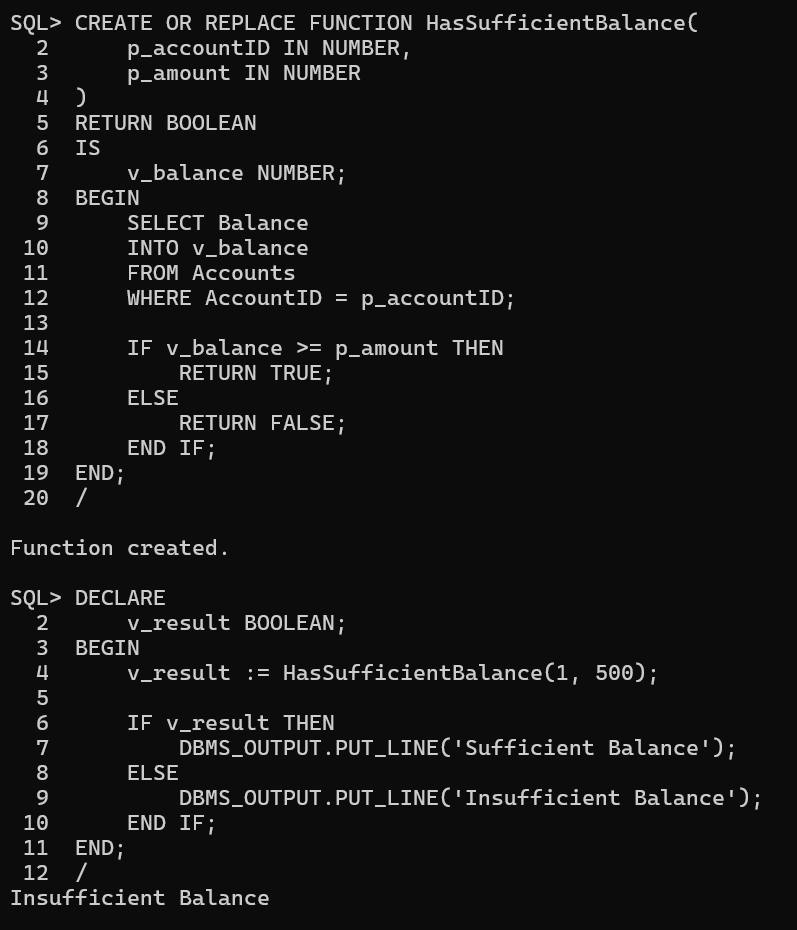 SQL> CREATE OR REPLACE FUNCTION HasSufficientBalance(
  2      p_accountID IN NUMBER,
  3      p_amount IN NUMBER
  4  )
  5  RETURN BOOLEAN
  6  IS
  7      v_balance NUMBER;
  8  BEGIN
  9      SELECT Balance
 10      INTO v_balance
 11      FROM Accounts
 12      WHERE AccountID = p_accountID;
 13
 14      IF v_balance >= p_amount THEN
 15          RETURN TRUE;
 16      ELSE
 17          RETURN FALSE;
 18      END IF;
 19  END;
 20  /

Function created.

SQL> DECLARE
  2      v_result BOOLEAN;
  3  BEGIN
  4      v_result := HasSufficientBalance(1, 500);
  5
  6      IF v_result THEN
  7          DBMS_OUTPUT.PUT_LINE('Sufficient Balance');
  8      ELSE
  9          DBMS_OUTPUT.PUT_LINE('Insufficient Balance');
 10      END IF;
 11  END;
 12  /
Insufficient Balance